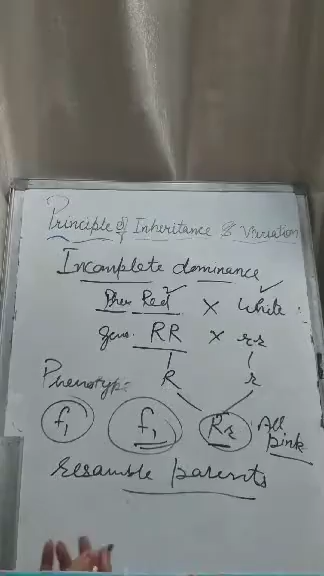 Principle of Inheritance & Variation
Incomplete dominance
Phen Red × White
geno. RR × rr
Phenotype R r
f1 f1 Rr All pink
resamble parents